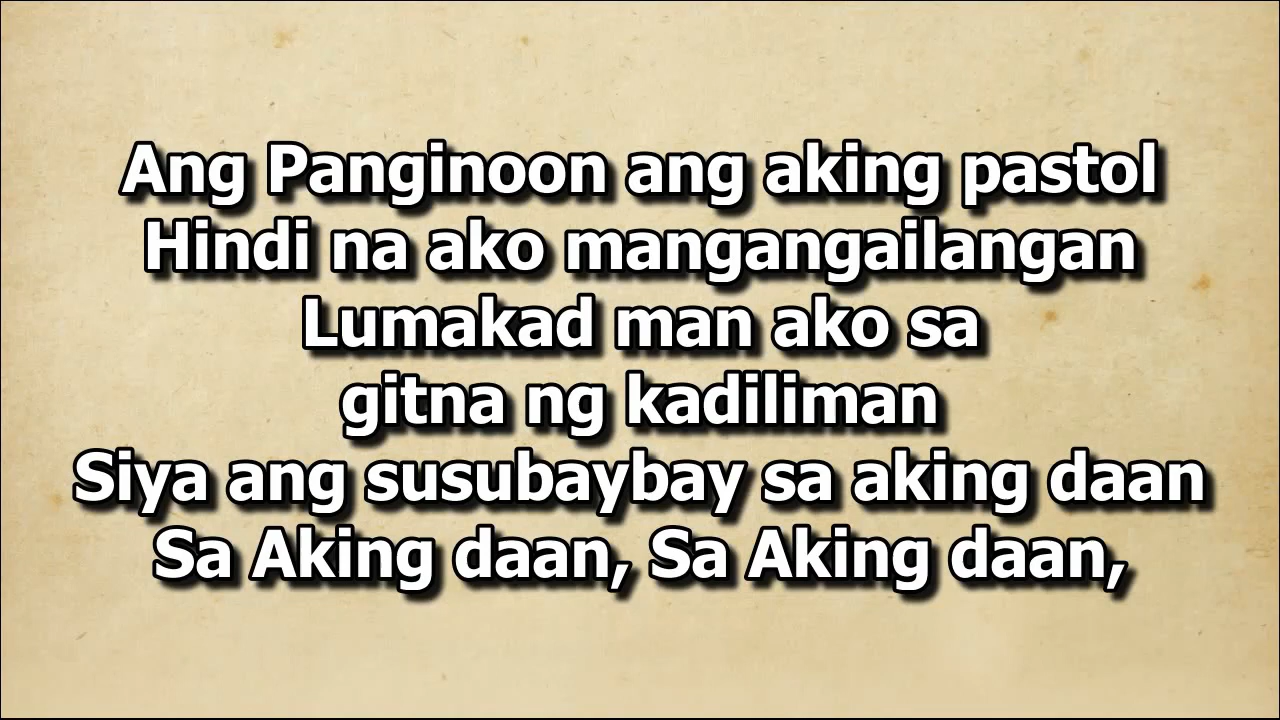 Ang Panginoon ang aking pastol
Hindi na ako mangangailangan
Lumakad man ako sa
gitna ng kadiliman
Siya ang susubaybay sa aking daan
Sa Aking daan, Sa Aking daan,